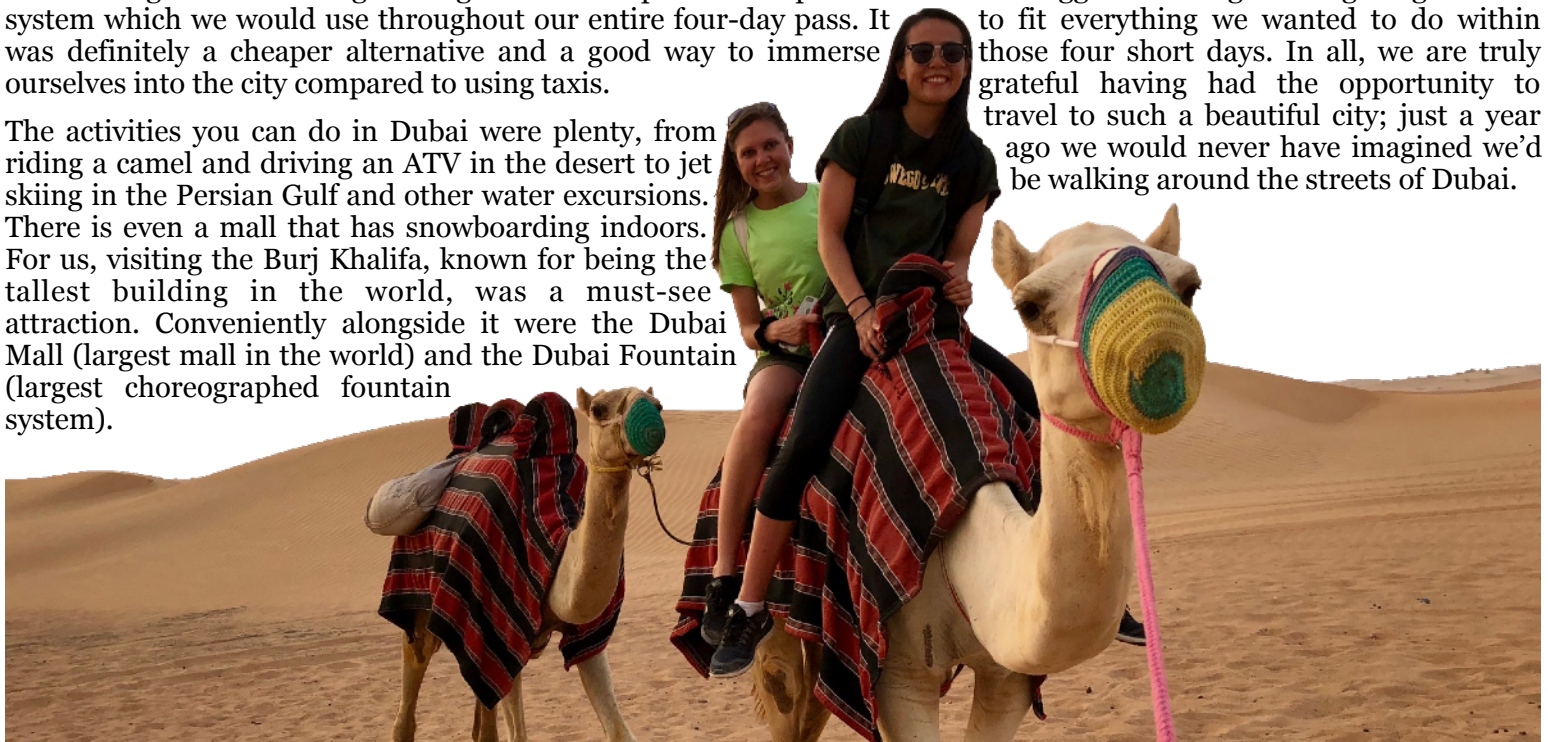 system which we would use throughout our entire four-day pass. It
was definitely a cheaper alternative and a good way to immerse
ourselves into the city compared to using taxis.
The activities you can do in Dubai were plenty, from
riding a camel and driving an ATV in the desert to jet
skiing in the Persian Gulf and other water excursions.
There is even a mall that has snowboarding indoors.
For us, visiting the Burj Khalifa, known for being the
tallest building in the world, was a must-see
attraction. Conveniently alongside it were the Dubai
Mall (largest mall in the world) and the Dubai Fountain
(largest choreographed fountain
system).
to fit everything we wanted to do within
those four short days. In all, we are truly
grateful having had the opportunity to
travel to such a beautiful city; just a year
ago we would never have imagined we'd
be walking around the streets of Dubai.